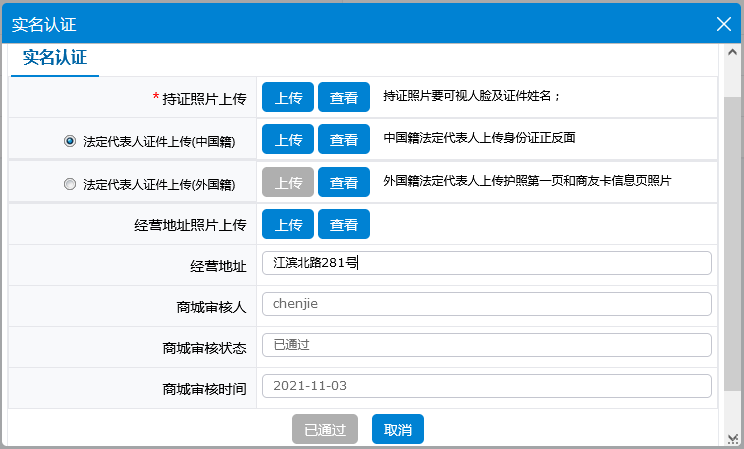 实名认证
实名认证
*持证照片上传 上传 查看 持证照片要可视人脸及证件姓名；
法定代表人证件上传(中国籍) 上传 查看 中国籍法定代表人上传身份证正反面
法定代表人证件上传(外国籍) 上传 查看 外国籍法定代表人上传护照第一页和商友卡信息页照片
经营地址照片上传 上传 查看
经营地址 江滨北路281号
商城审核人 chenjie
商城审核状态 已通过
商城审核时间 2021-11-03
已通过 取消